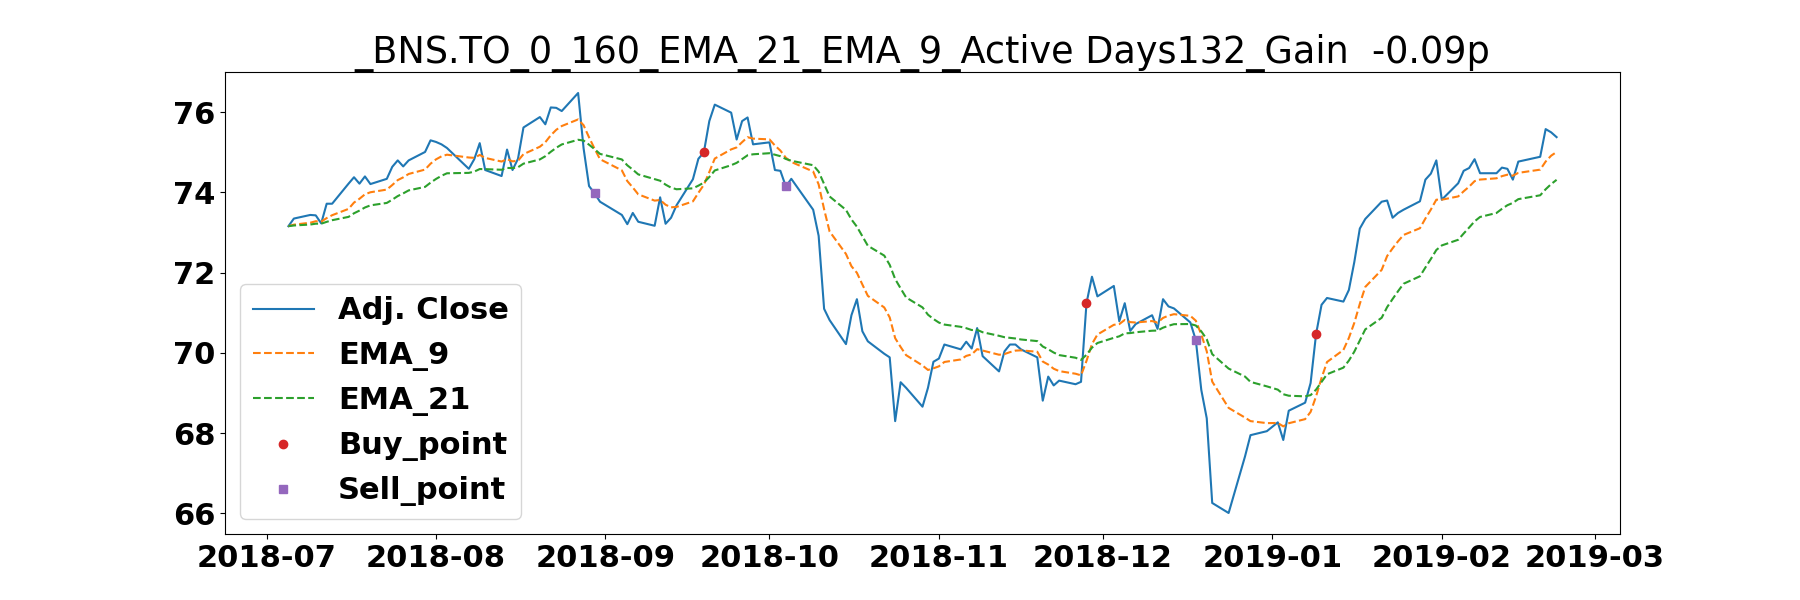 _BNS.TO_0_160_EMA_21_EMA_9_Active Days132_Gain  -0.09p
76
74
72
70
68
66
Adj. Close
EMA_9
EMA_21
Buy_point
Sell_point
2018-07 2018-08 2018-09 2018-10 2018-11 2018-12 2019-01 2019-02 2019-03